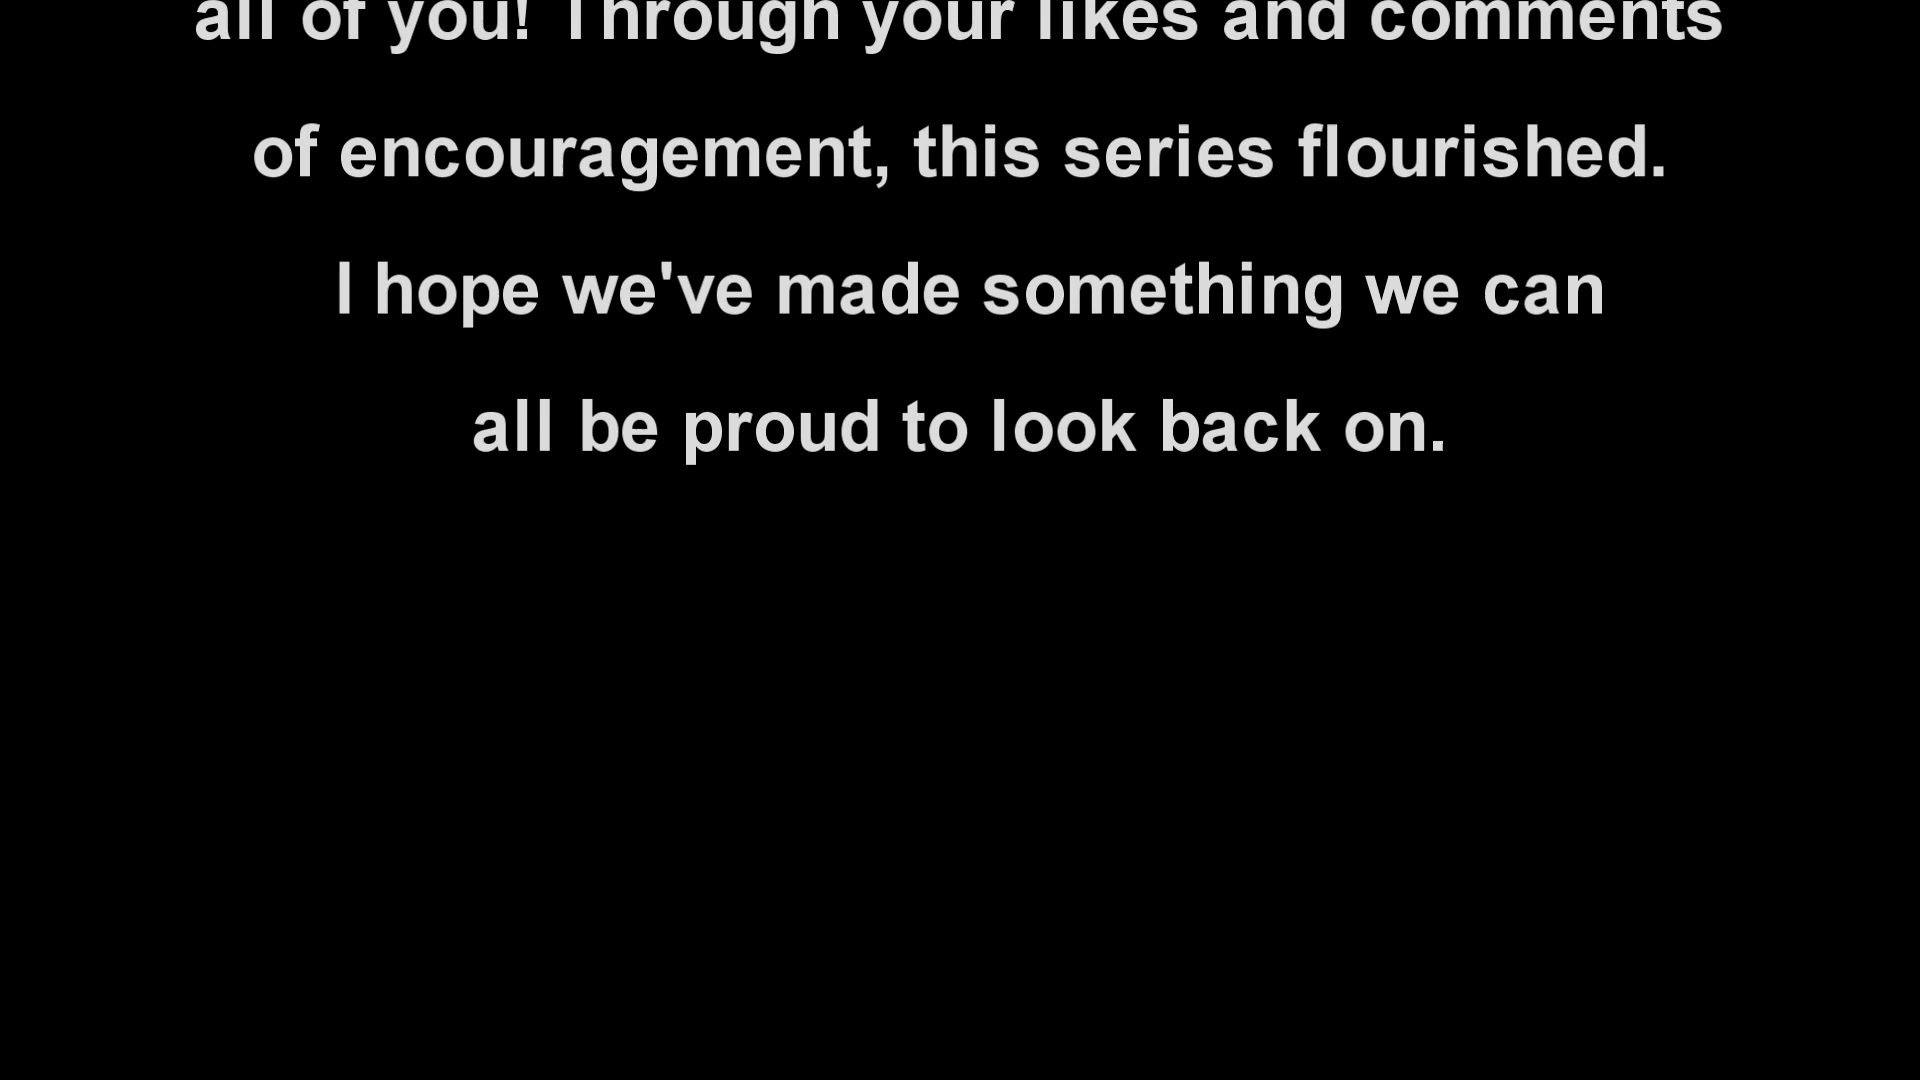 all of you! Through your likes and comments
of encouragement, this series flourished.
I hope we've made something we can
all be proud to look back on.